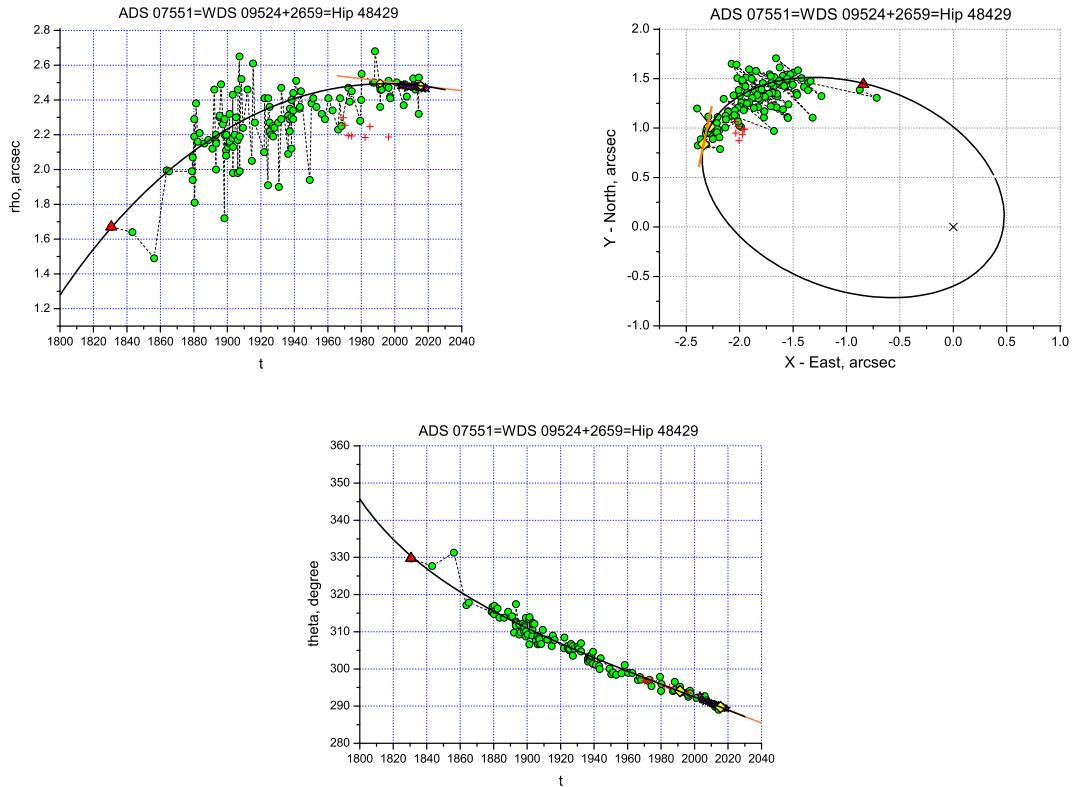 ADS 07551=WDS 09524+2659=Hip 48429
rho, arcsec
2.8
2.6
2.4
2.2
2.0
1.8
1.6
1.4
1.2
1800 1820 1840 1860 1880 1900 1920 1940 1960 1980 2000 2020 2040
t
ADS 07551=WDS 09524+2659=Hip 48429
Y - North, arcsec
2.0
1.5
1.0
0.5
0.0
-0.5
-1.0
-2.5 -2.0 -1.5 -1.0 -0.5 0.0 0.5 1.0
X - East, arcsec
ADS 07551=WDS 09524+2659=Hip 48429
theta, degree
360
350
340
330
320
310
300
290
280
1800 1820 1840 1860 1880 1900 1920 1940 1960 1980 2000 2020 2040
t